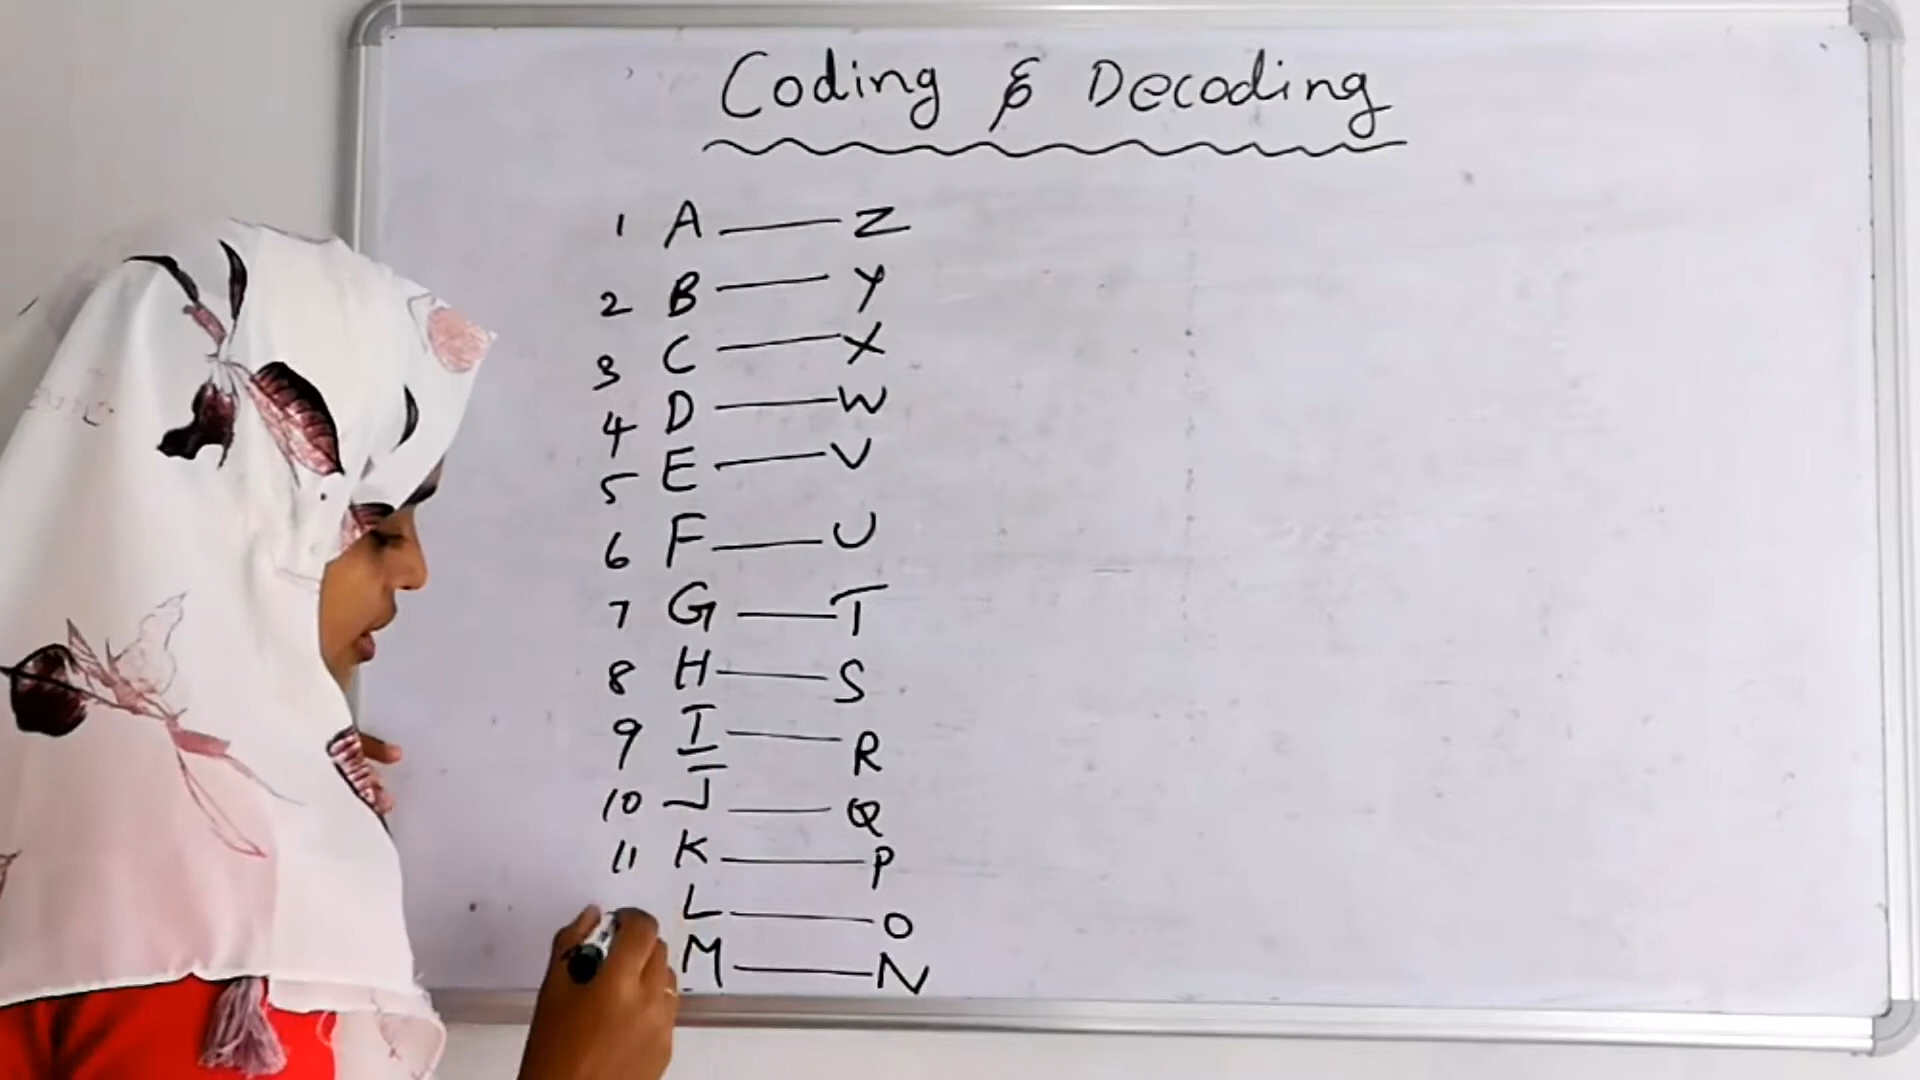 Coding & Decoding
1 A — Z
2 B — Y
3 C — X
4 D — W
5 E — V
6 F — U
7 G — T
8 H — S
9 I — R
10 J — Q
11 K — P
L — O
M — N